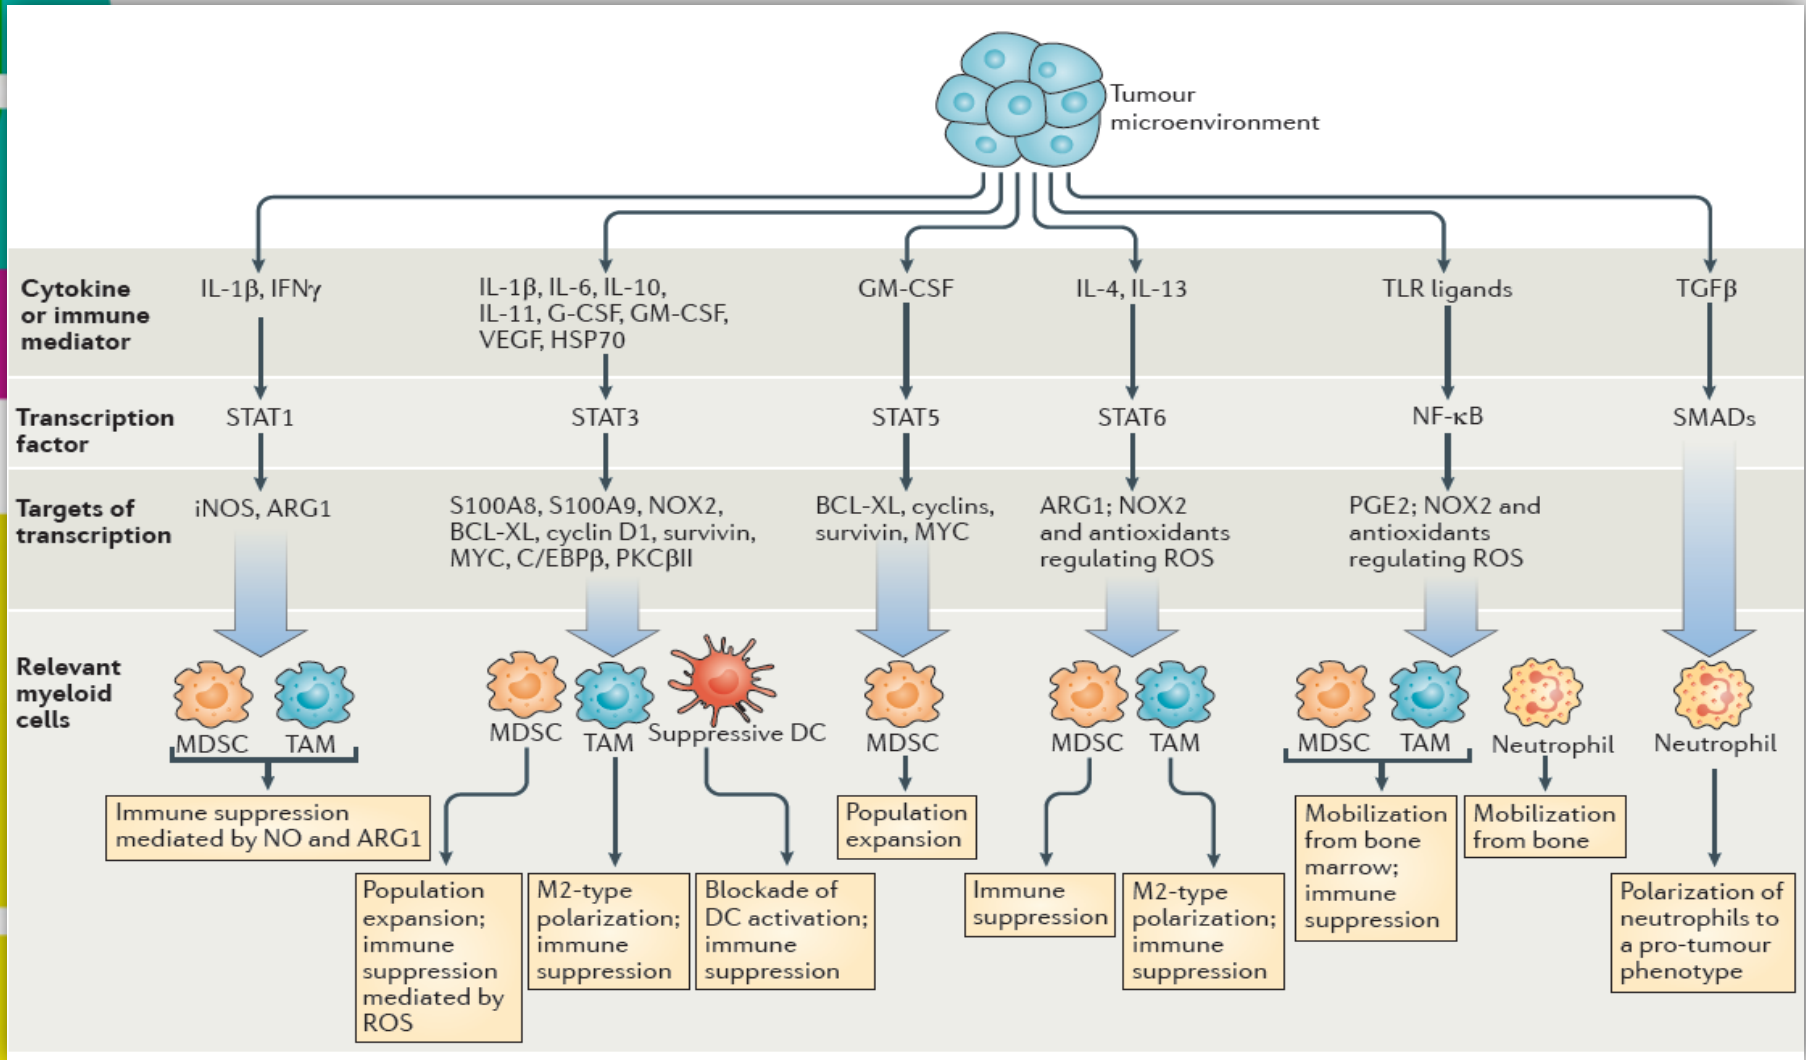 Tumour
microenvironment
Cytokine
or immune
mediator
IL-1β, IFNγ
IL-1β, IL-6, IL-10,
IL-11, G-CSF, GM-CSF,
VEGF, HSP70
GM-CSF
IL-4, IL-13
TLR ligands
TGFβ
Transcription
factor
STAT1
STAT3
STAT5
STAT6
NF-κB
SMADs
Targets of
transcription
iNOS, ARG1
S100A8, S100A9, NOX2,
BCL-XL, cyclin D1, survivin,
MYC, C/EBPβ, PKCβII
BCL-XL, cyclins,
survivin, MYC
ARG1; NOX2
and antioxidants
regulating ROS
PGE2; NOX2 and
antioxidants
regulating ROS
Relevant
myeloid
cells
MDSC
TAM
MDSC
TAM
Suppressive DC
MDSC
MDSC
TAM
MDSC
TAM
Neutrophil
Neutrophil
Immune suppression
mediated by NO and ARG1
Population
expansion;
immune
suppression
mediated by
ROS
M2-type
polarization;
immune
suppression
Blockade of
DC activation;
immune
suppression
Population
expansion
Immune
suppression
M2-type
polarization;
immune
suppression
Mobilization
from bone
marrow;
immune
suppression
Mobilization
from bone
Polarization of
neutrophils to
a pro-tumour
phenotype